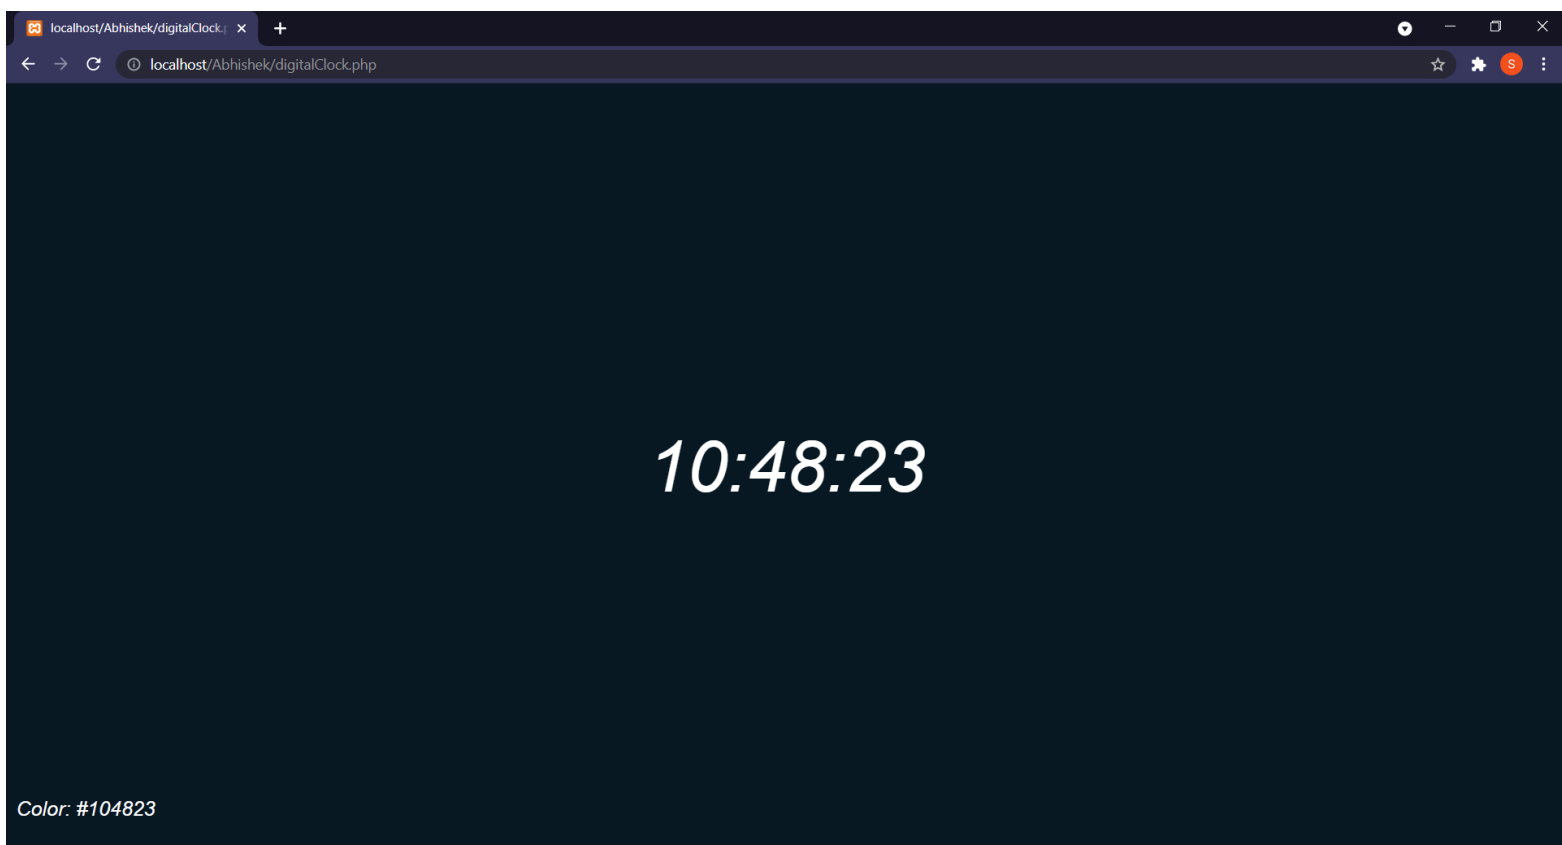 localhost/Abhishek/digitalClock.p
localhost/Abhishek/digitalClock.php
S
10:48:23
Color: #104823